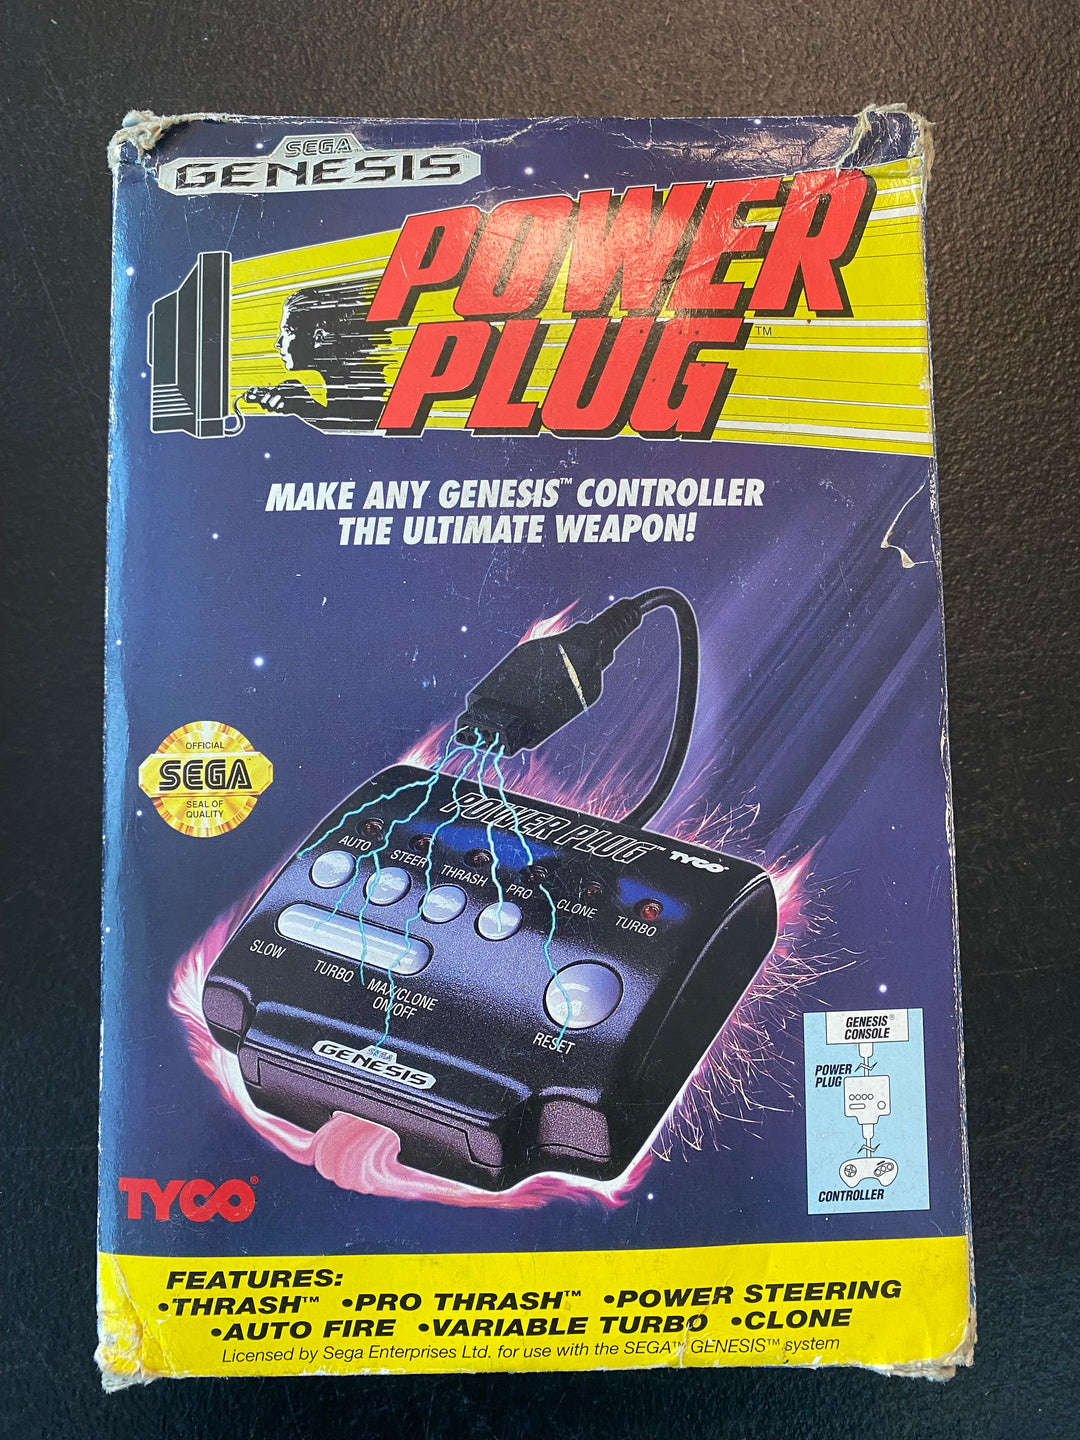 SEGA
GENESIS™
POWER
PLUG™
MAKE ANY GENESIS™ CONTROLLER
THE ULTIMATE WEAPON!
OFFICIAL
SEGA
SEAL OF
QUALITY
POWER PLUG™ TYCO
AUTO
STEER
THRASH
PRO
CLONE
TURBO
SLOW
TURBO
MAX/CLONE
ON/OFF
RESET
SEGA
GENESIS
GENESIS®
CONSOLE
POWER
PLUG
CONTROLLER
TYCO®
FEATURES:
•THRASH™ •PRO THRASH™ •POWER STEERING
•AUTO FIRE •VARIABLE TURBO •CLONE
Licensed by Sega Enterprises Ltd. for use with the SEGA™ GENESIS™ system